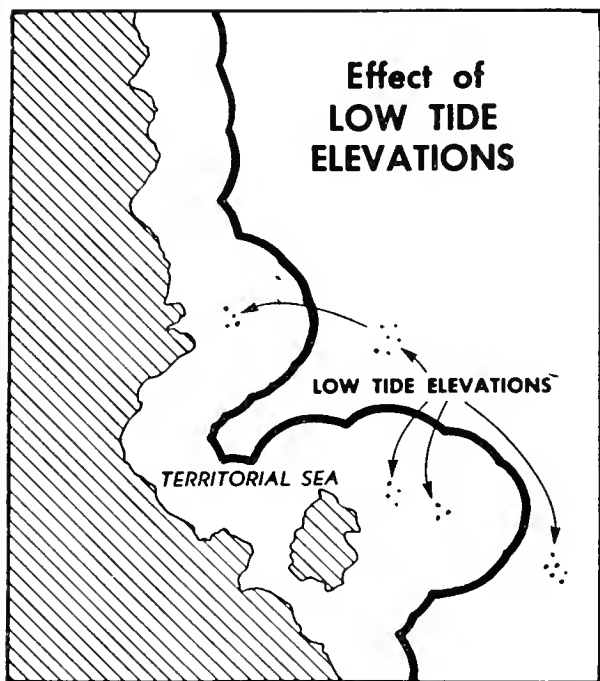 Effect of
LOW TIDE
ELEVATIONS
LOW TIDE ELEVATIONS
TERRITORIAL SEA